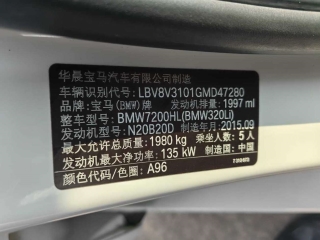 华晨宝马汽车有限公司制造
车辆识别代号: LBV8V3101GMD47280
品牌: 宝马(BMW)牌 发动机排量: 1997 ml
整车型号: BMW7200HL(BMW320Li)
发动机型号: N20B20D 制造年月: 2015.09
最大允许总质量: 1980 kg 乘坐人数: 5人
发动机最大净功率: 135 kW 制造国: 中国
颜色代码/色圈: A96